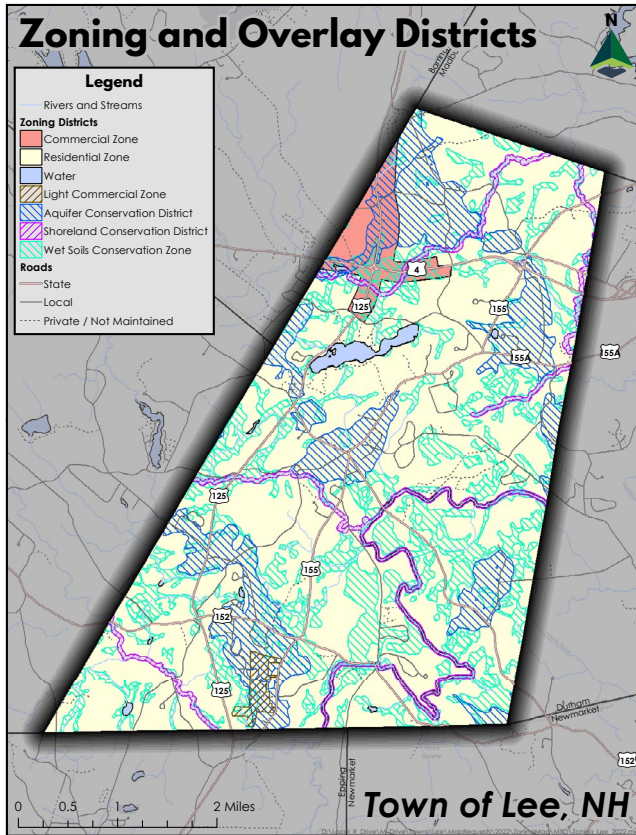 Zoning and Overlay Districts
N
Legend
Rivers and Streams
Zoning Districts
Commercial Zone
Residential Zone
Water
Light Commercial Zone
Aquifer Conservation District
Shoreland Conservation District
Wet Soils Conservation Zone
Roads
State
Local
Private / Not Maintained
4
125
155
155A
155A
125
155
152
125
Durham
Newmarket
Epping
Newmarket
152
0 0.5 1 2 Miles
Town of Lee, NH